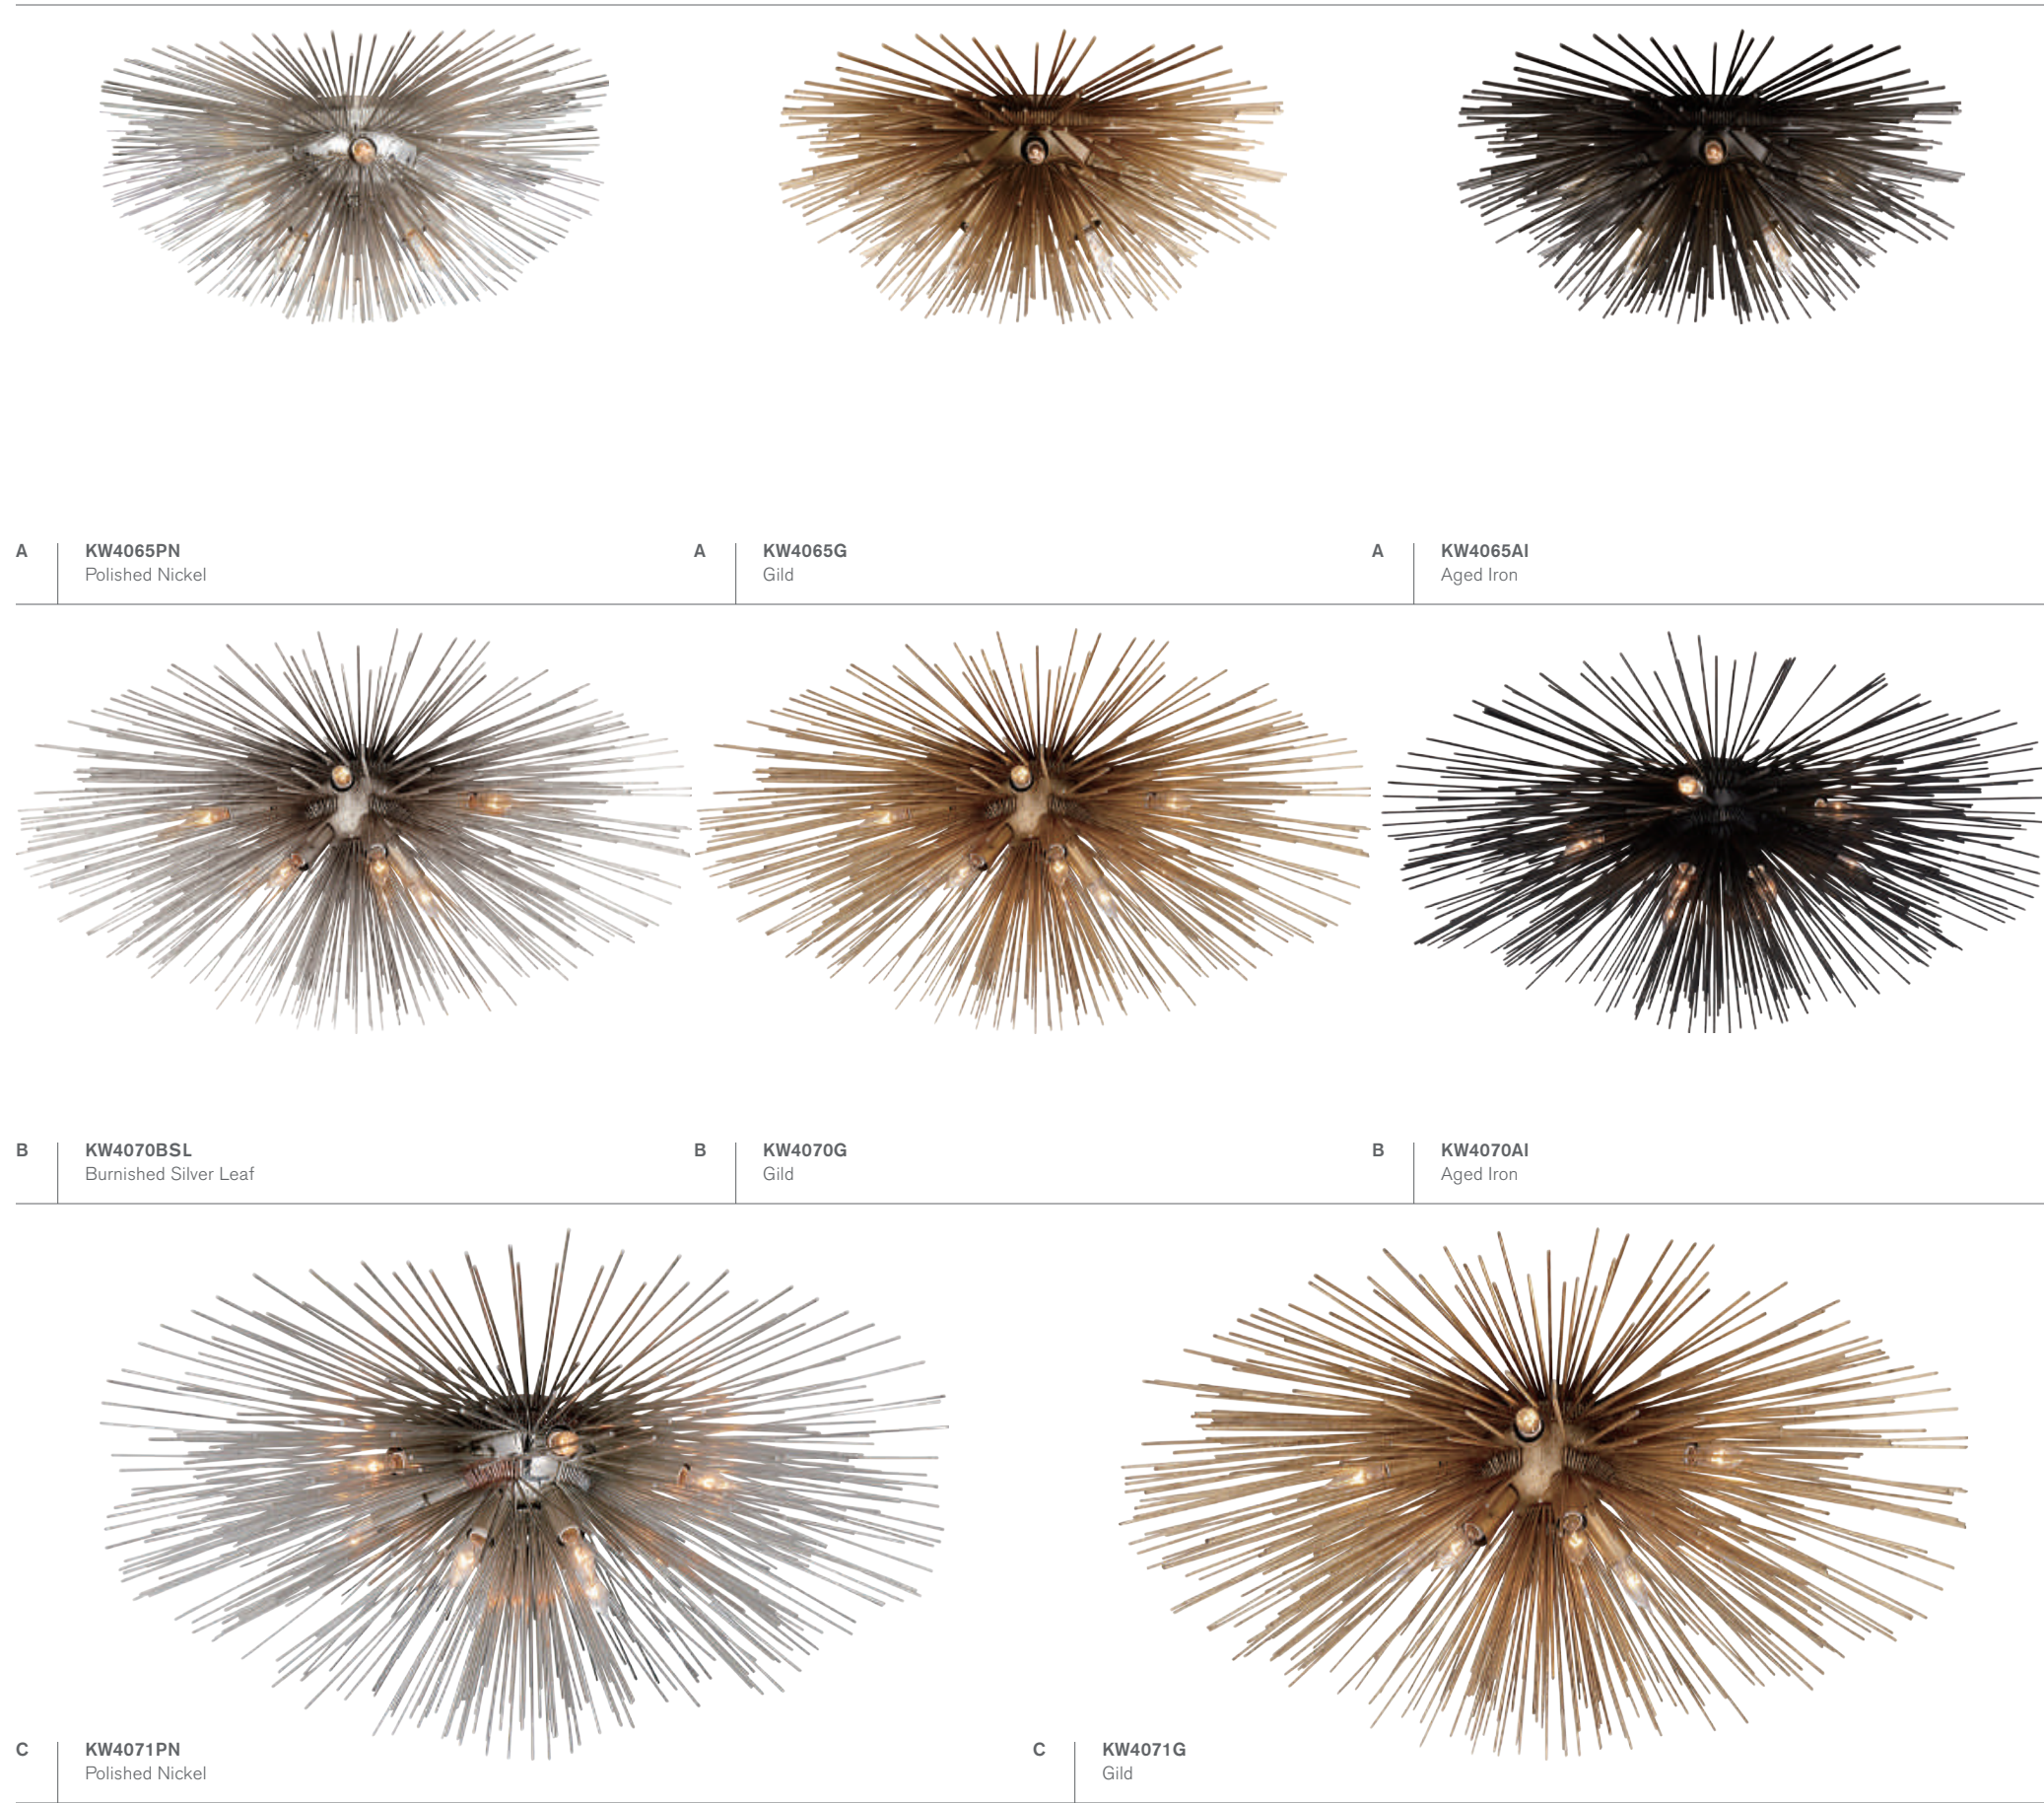 A
KW4065PN
Polished Nickel
A
KW4065G
Gild
A
KW4065AI
Aged Iron
B
KW4070BSL
Burnished Silver Leaf
B
KW4070G
Gild
B
KW4070AI
Aged Iron
C
KW4071PN
Polished Nickel
C
KW4071G
Gild